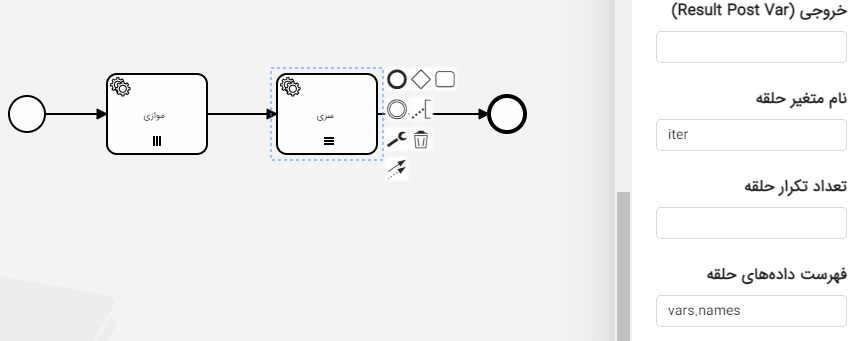 موازی
سری
خروجی (Result Post Var)
نام متغیر حلقه
iter
تعداد تکرار حلقه
فهرست داده‌های حلقه
vars,names